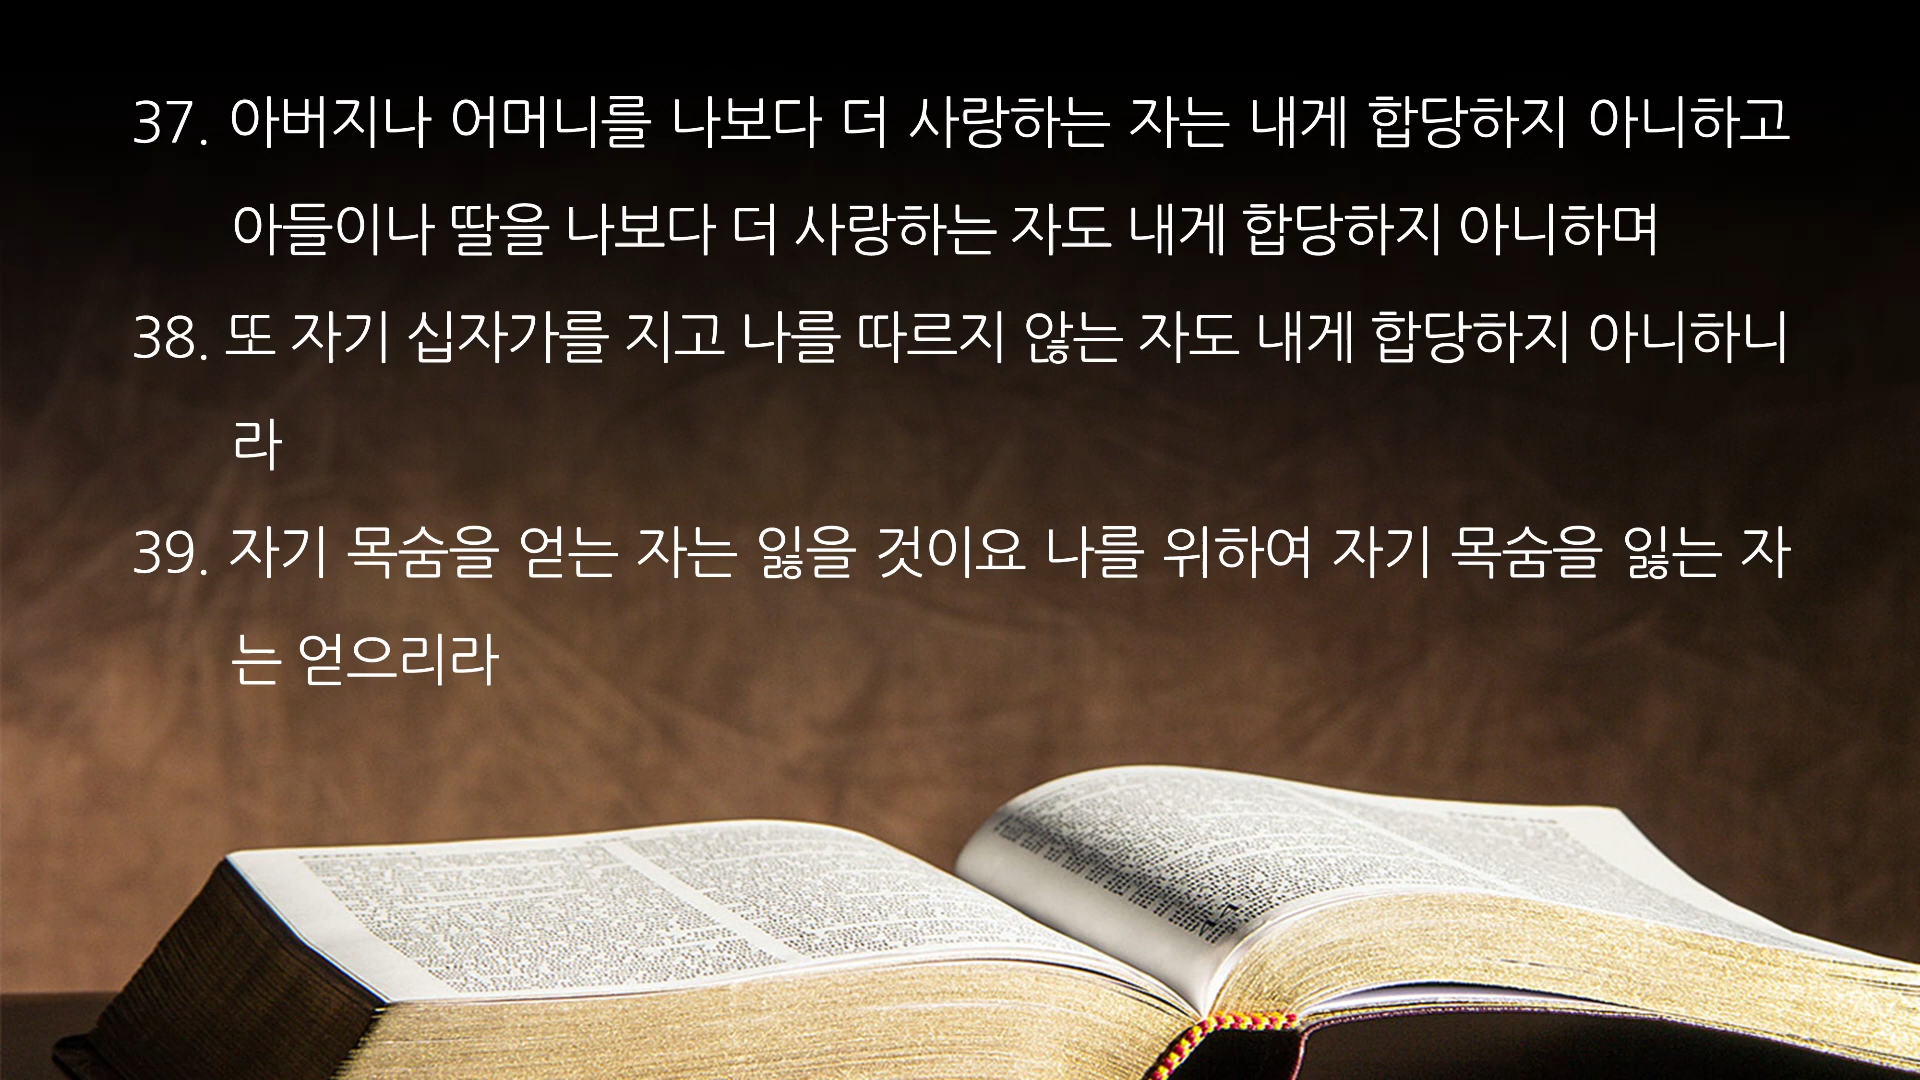 37. 아버지나 어머니를 나보다 더 사랑하는 자는 내게 합당하지 아니하고
아들이나 딸을 나보다 더 사랑하는 자도 내게 합당하지 아니하며
38. 또 자기 십자가를 지고 나를 따르지 않는 자도 내게 합당하지 아니하니
라
39. 자기 목숨을 얻는 자는 잃을 것이요 나를 위하여 자기 목숨을 잃는 자
는 얻으리라